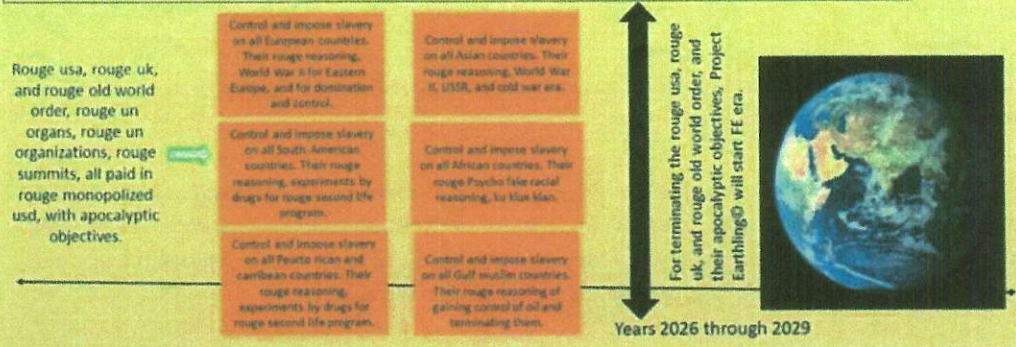 Rouge usa, rouge uk,
and rouge old world
order, rouge un
organs, rouge un
organizations, rouge
summits, all paid in
rouge monopolized
usd, with apocalyptic
objectives.
Control and impose slavery
on all European countries.
Their rouge reasoning,
World War II for Eastern
Europe, and for domination
and control.
Control and impose slavery
on all Asian countries. Their
rouge reasoning, World War
II, USSR, and cold war era.
Control and impose slavery
on all South American
countries. Their rouge
reasoning, experiments by
drugs for rouge second life
program.
Control and impose slavery
on all African countries. Their
rouge Psycho fake racial
reasoning, ku klux klan.
Control and impose slavery
on all Peurto rican and
carribean countries. Their
rouge reasoning,
experiments by drugs for
rouge second life program.
Control and impose slavery
on all Gulf muslim countries.
Their rouge reasoning of
gaining control of oil and
terminating them.
For terminating the rouge usa, rouge
uk, and rouge old world order, and
their apocalyptic objectives, Project
Earthling© will start FE era.
Years 2026 through 2029